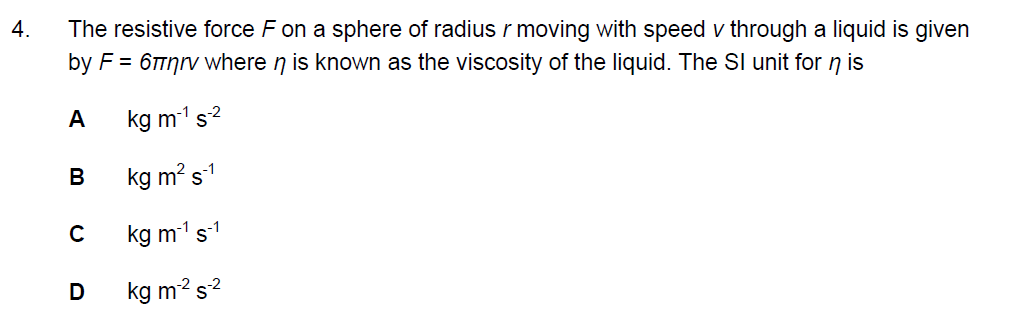 4. The resistive force F on a sphere of radius r moving with speed v through a liquid is given
by F = 6πηrv where η is known as the viscosity of the liquid. The SI unit for η is
A kg m⁻¹ s⁻²
B kg m² s⁻¹
C kg m⁻¹ s⁻¹
D kg m⁻² s⁻²